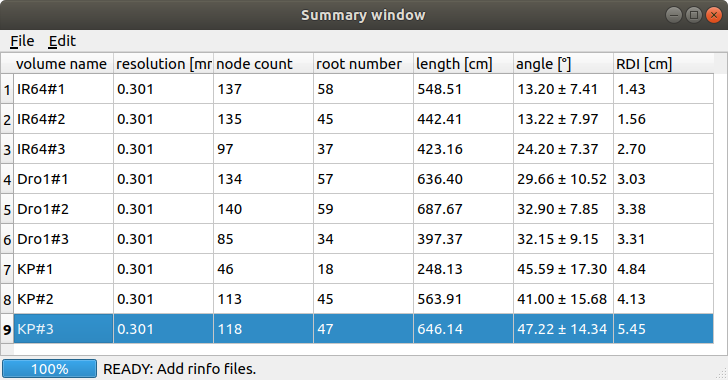 Summary window
File Edit
volume name resolution [mr node count root number length [cm] angle [°] RDI [cm]
1 IR64#1 0.301 137 58 548.51 13.20 ± 7.41 1.43
2 IR64#2 0.301 135 45 442.41 13.22 ± 7.97 1.56
3 IR64#3 0.301 97 37 423.16 24.20 ± 7.37 2.70
4 Dro1#1 0.301 134 57 636.40 29.66 ± 10.52 3.03
5 Dro1#2 0.301 140 59 687.67 32.90 ± 7.85 3.38
6 Dro1#3 0.301 85 34 397.37 32.15 ± 9.15 3.31
7 KP#1 0.301 46 18 248.13 45.59 ± 17.30 4.84
8 KP#2 0.301 113 45 563.91 41.00 ± 15.68 4.13
9 KP#3 0.301 118 47 646.14 47.22 ± 14.34 5.45
100% READY: Add rinfo files.